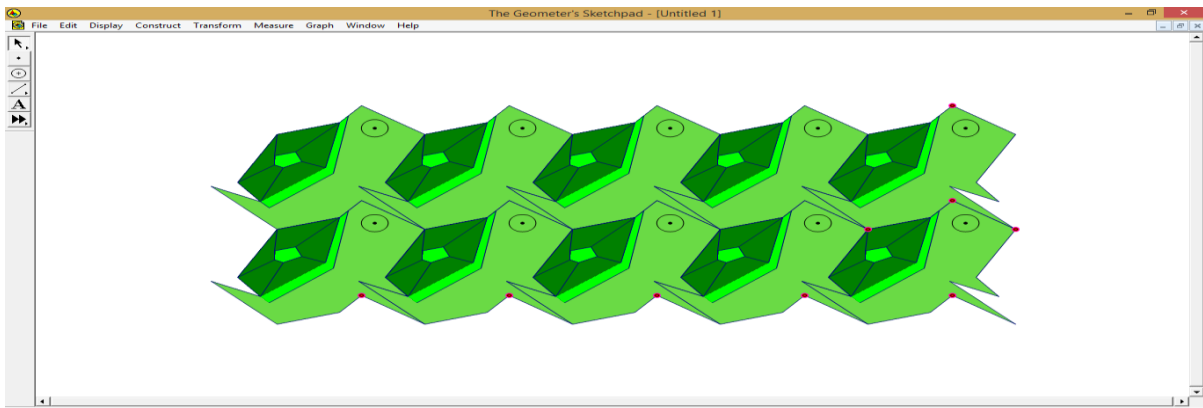 The Geometer's Sketchpad - [Untitled 1]
File Edit Display Construct Transform Measure Graph Window Help
A